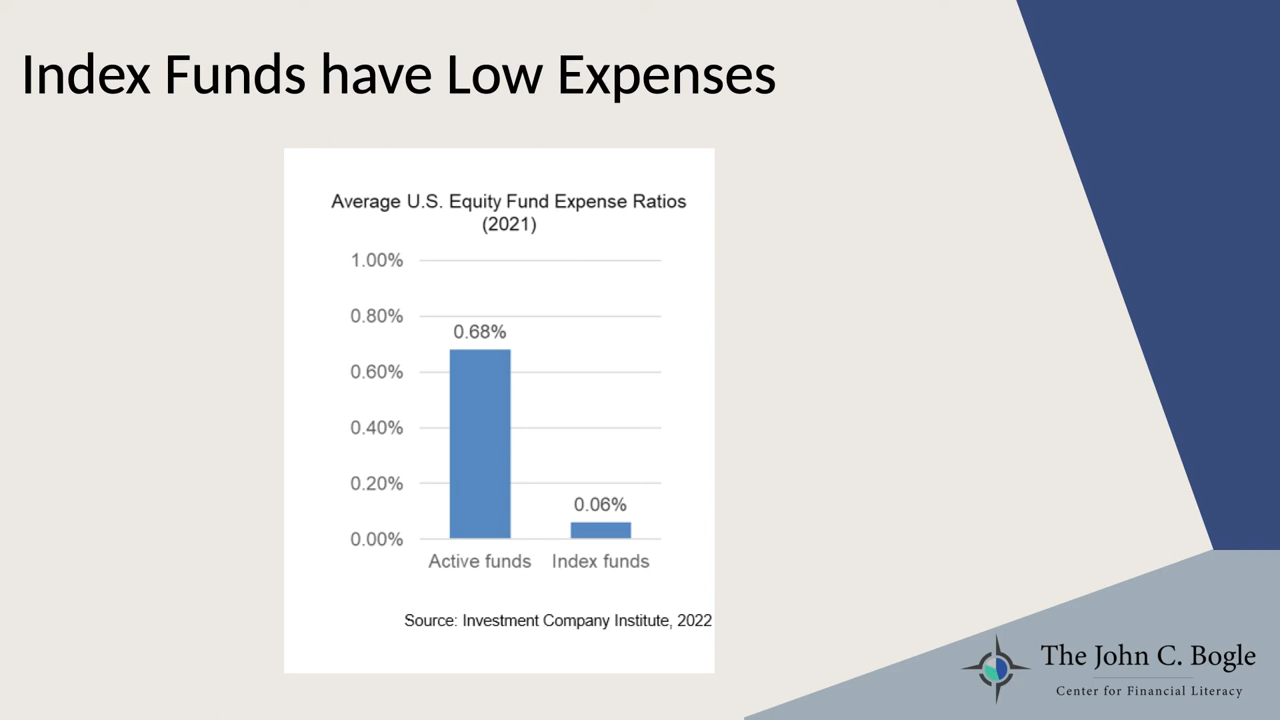 Index Funds have Low Expenses
Average U.S. Equity Fund Expense Ratios
(2021)
1.00%
0.80%
0.68%
0.60%
0.40%
0.20%
0.06%
0.00%
Active funds
Index funds
Source: Investment Company Institute, 2022
The John C. Bogle
Center for Financial Literacy